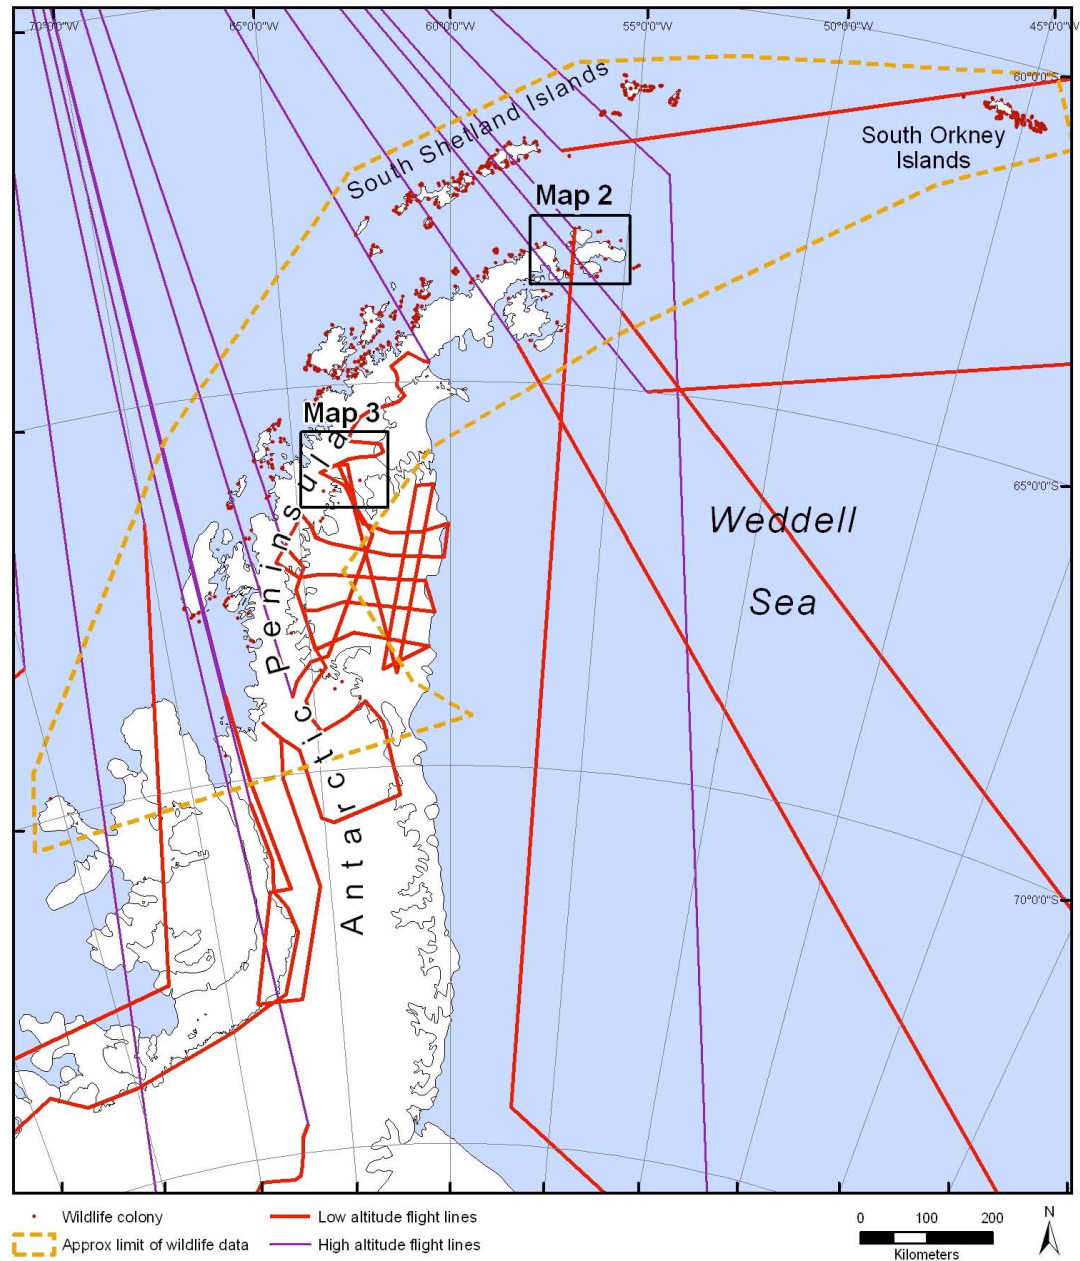 70°0'0"W
65°0'0"W
60°0'0"W
55°0'0"W
50°0'0"W
45°0'0"W
60°0'0"S
South Shetland Islands
South Orkney
Islands
Map 2
Map 3
65°0'0"S
Weddell
Sea
Antarctic Peninsula
70°0'0"S
Wildlife colony
Low altitude flight lines
Approx limit of wildlife data
High altitude flight lines
0 100 200
Kilometers
N